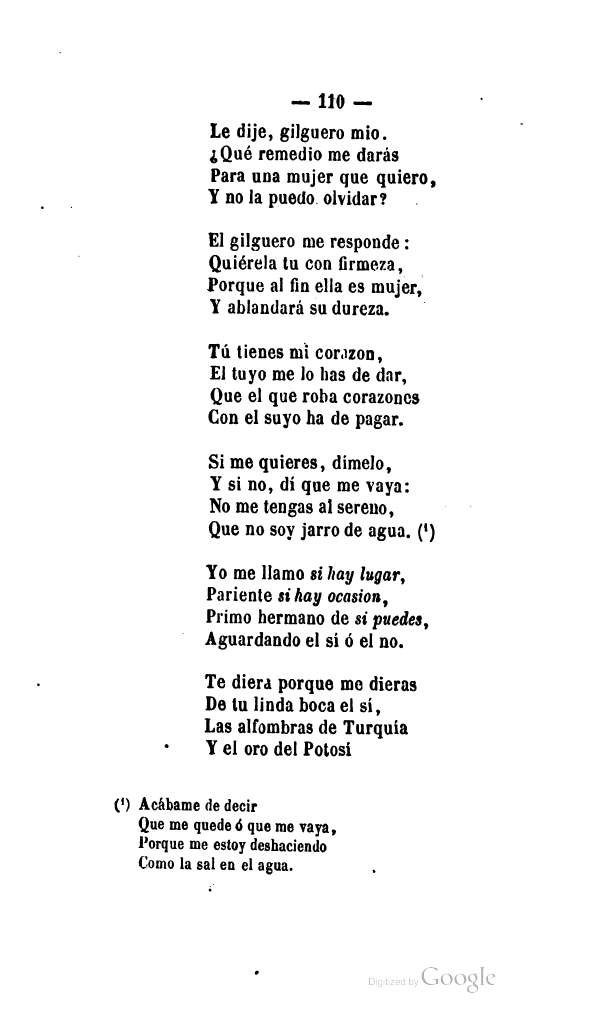 — 110 —
Le dije, gilguero mio.
¿Qué remedio me darás
Para una mujer que quiero,
Y no la puedo olvidar?
El gilguero me responde :
Quiérela tu con firmeza,
Porque al fin ella es mujer,
Y ablandará su dureza.
Tú tienes mi corazon,
El tuyo me lo has de dar,
Que el que roba corazones
Con el suyo ha de pagar.
Si me quieres, dímelo,
Y si no, dí que me vaya:
No me tengas al sereno,
Que no soy jarro de agua. (¹)
Yo me llamo si hay lugar,
Pariente si hay ocasion,
Primo hermano de si puedes,
Aguardando el sí ó el no.
Te diera porque me dieras
De tu linda boca el sí,
Las alfombras de Turquía
Y el oro del Potosí
(¹) Acábame de decir
Que me quede ó que me vaya,
Porque me estoy deshaciendo
Como la sal en el agua.
Digitized by Google